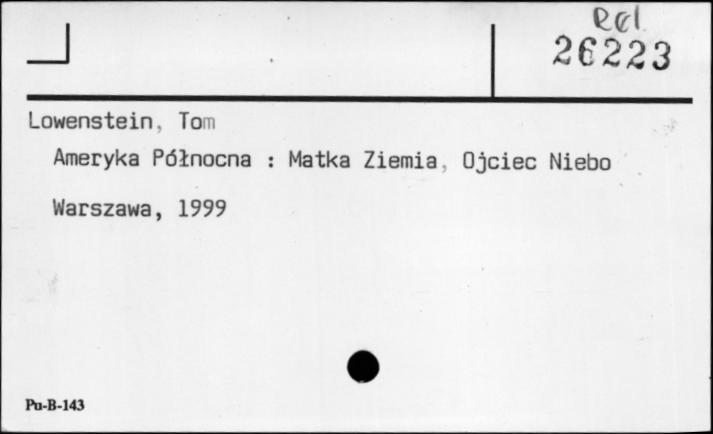 Rel
26223
Lowenstein, Tom
Ameryka Północna : Matka Ziemia, Ojciec Niebo
Warszawa, 1999
Pu-B-143